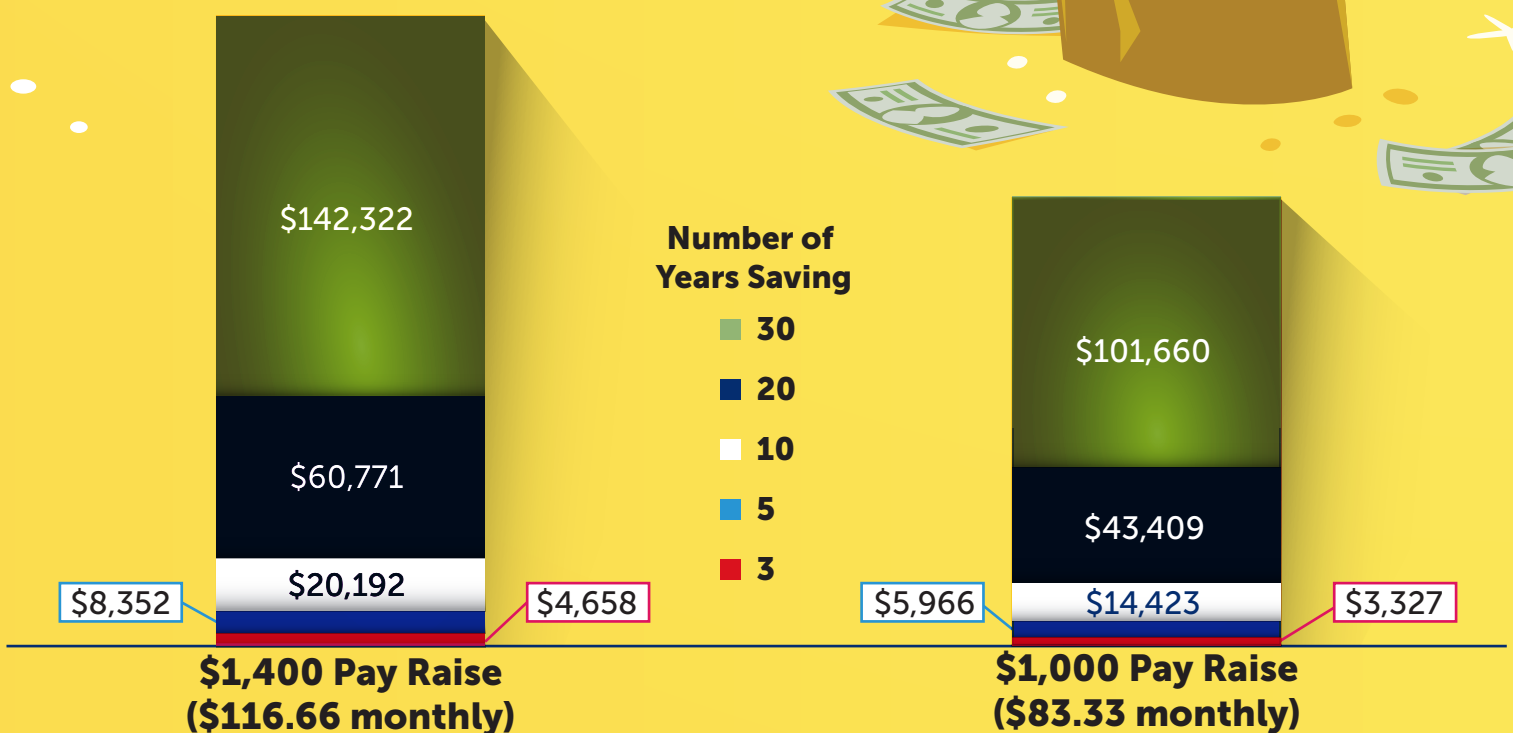 $142,322
$60,771
$20,192
$8,352
$4,658
$1,400 Pay Raise
($116.66 monthly)
Number of
Years Saving
30
20
10
5
3
$101,660
$43,409
$14,423
$5,966
$3,327
$1,000 Pay Raise
($83.33 monthly)